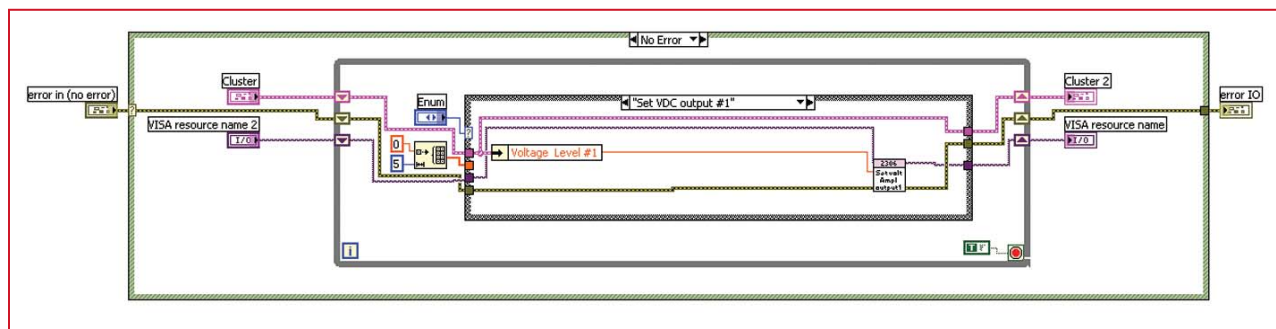 No Error
error in (no error)
Cluster
VISA resource name 2
I/O
Enum
"Set VDC output #1"
0
5
Voltage Level #1
2306
Set volt
Ampl
output1
Cluster 2
error IO
VISA resource name
I/O
i
T F